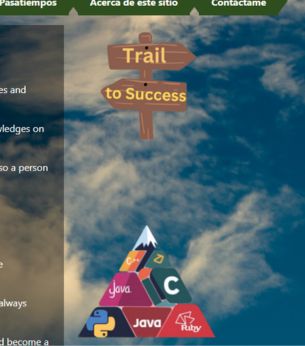 Pasatiempos Acerca de este sitio Contáctame
Trail
to Success
es and
wledges on
so a person
e
always
d become a
C++
Java
C
Java
Ruby